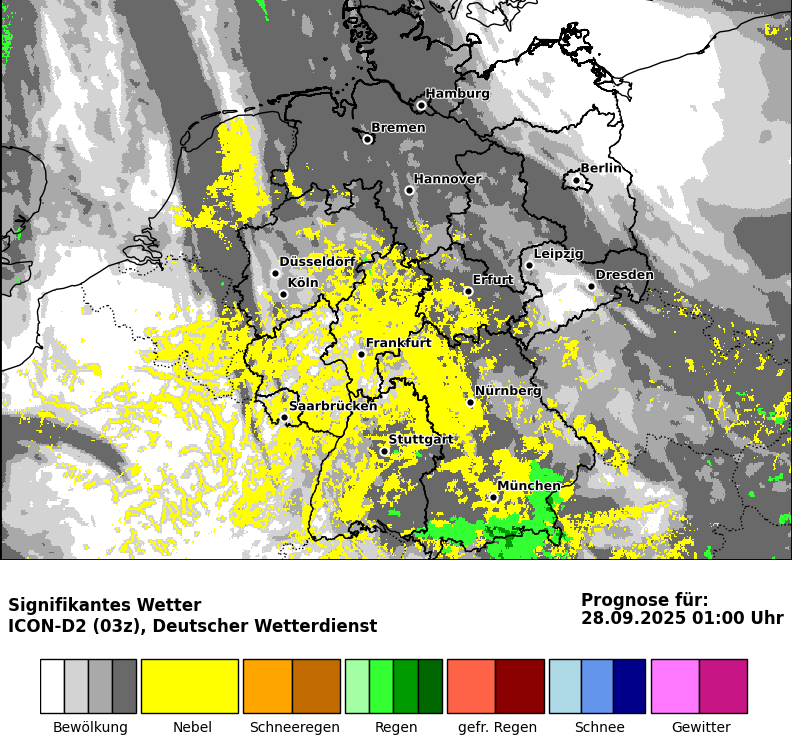 Hamburg
Bremen
Berlin
Hannover
Leipzig
Düsseldorf
Dresden
Köln
Erfurt
Frankfurt
Nürnberg
Saarbrücken
Stuttgart
München
Signifikantes Wetter
ICON-D2 (03z), Deutscher Wetterdienst
Prognose für:
28.09.2025 01:00 Uhr
Bewölkung
Nebel
Schneeregen
Regen
gefr. Regen
Schnee
Gewitter